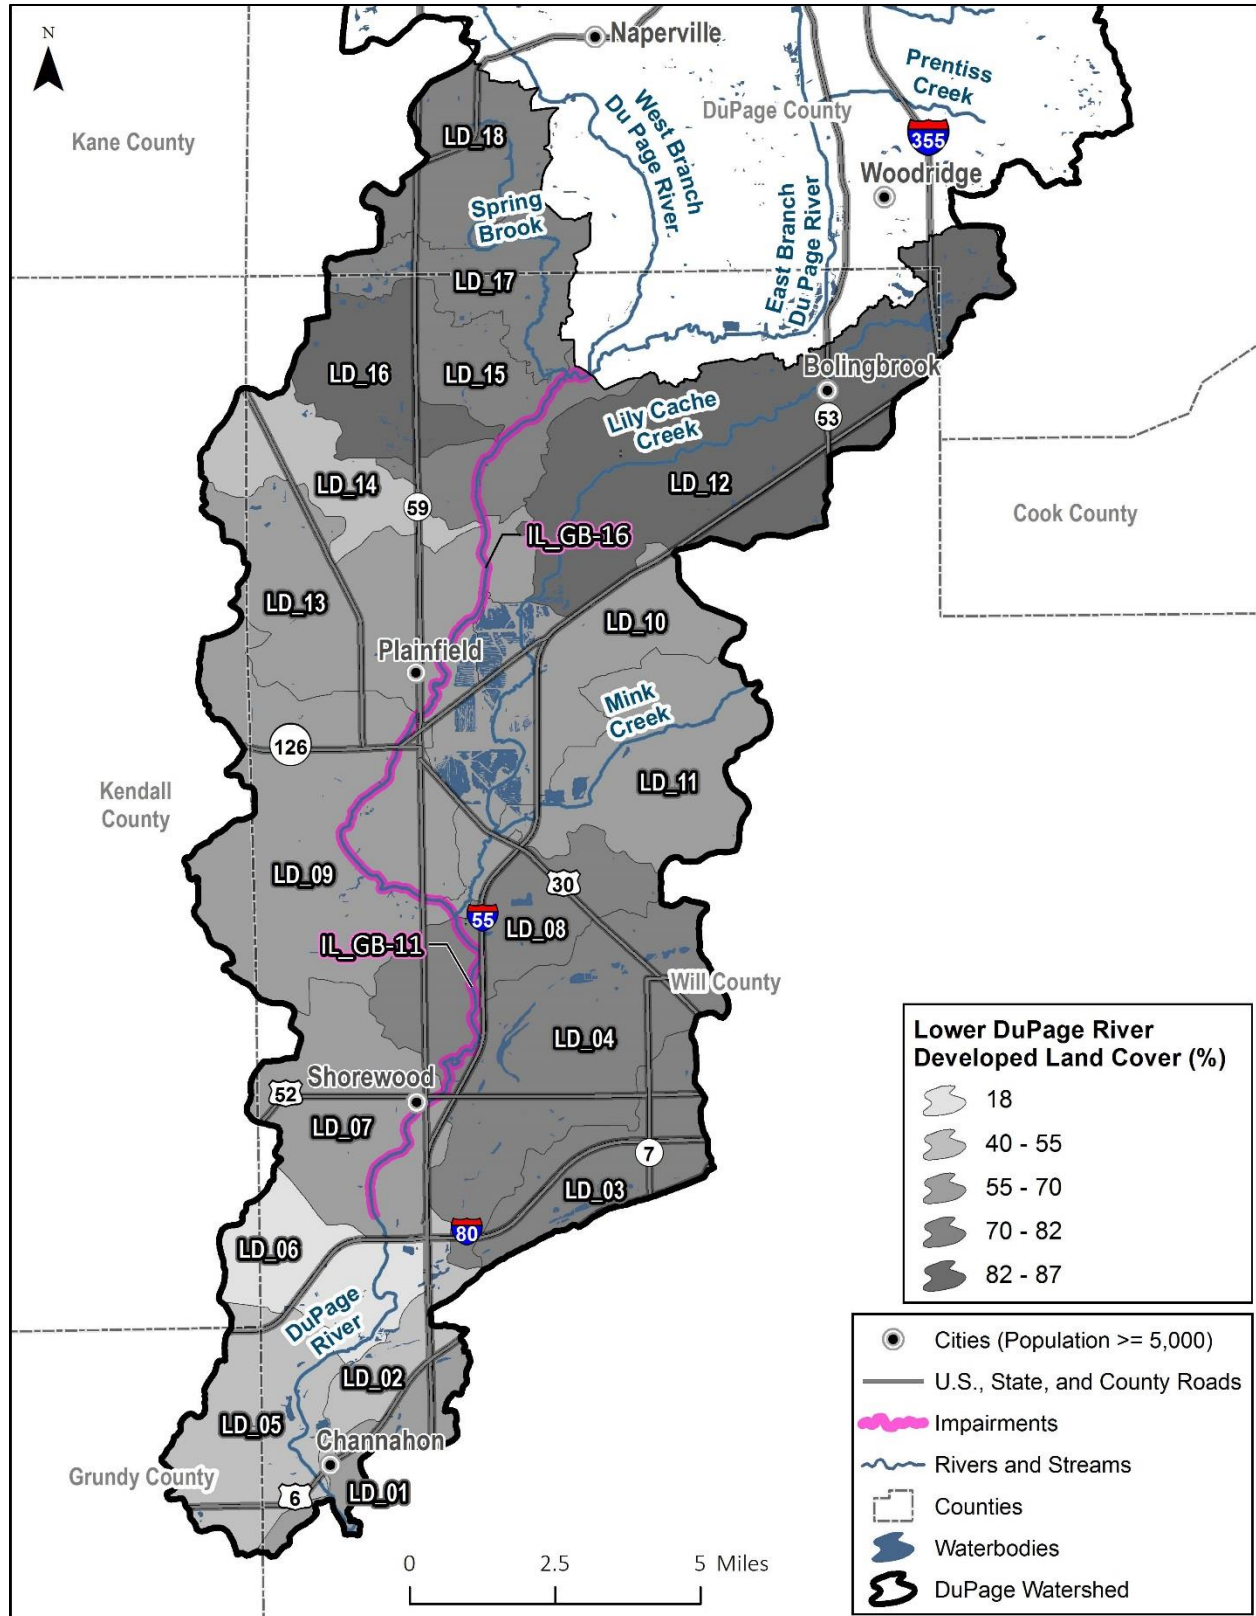 N
Naperville
Prentiss
Creek
West Branch
Du Page River
DuPage County
Kane County
LD_18
355
Woodridge
Spring
Brook
East Branch
Du Page River
LD_17
LD_16
LD_15
Bolingbrook
Lily Cache
Creek
53
LD_14
LD_12
59
Cook County
IL_GB-16
LD_13
LD_10
Plainfield
Mink
Creek
126
LD_11
Kendall
County
LD_09
30
55
LD_08
IL_GB-11
Will County
LD_04
Shorewood
52
LD_07
7
LD_03
80
LD_06
DuPage
River
LD_02
LD_05
Channahon
Grundy County
6
LD_01
0 2.5 5 Miles
Lower DuPage River
Developed Land Cover (%)
18
40 - 55
55 - 70
70 - 82
82 - 87
Cities (Population >= 5,000)
U.S., State, and County Roads
Impairments
Rivers and Streams
Counties
Waterbodies
DuPage Watershed